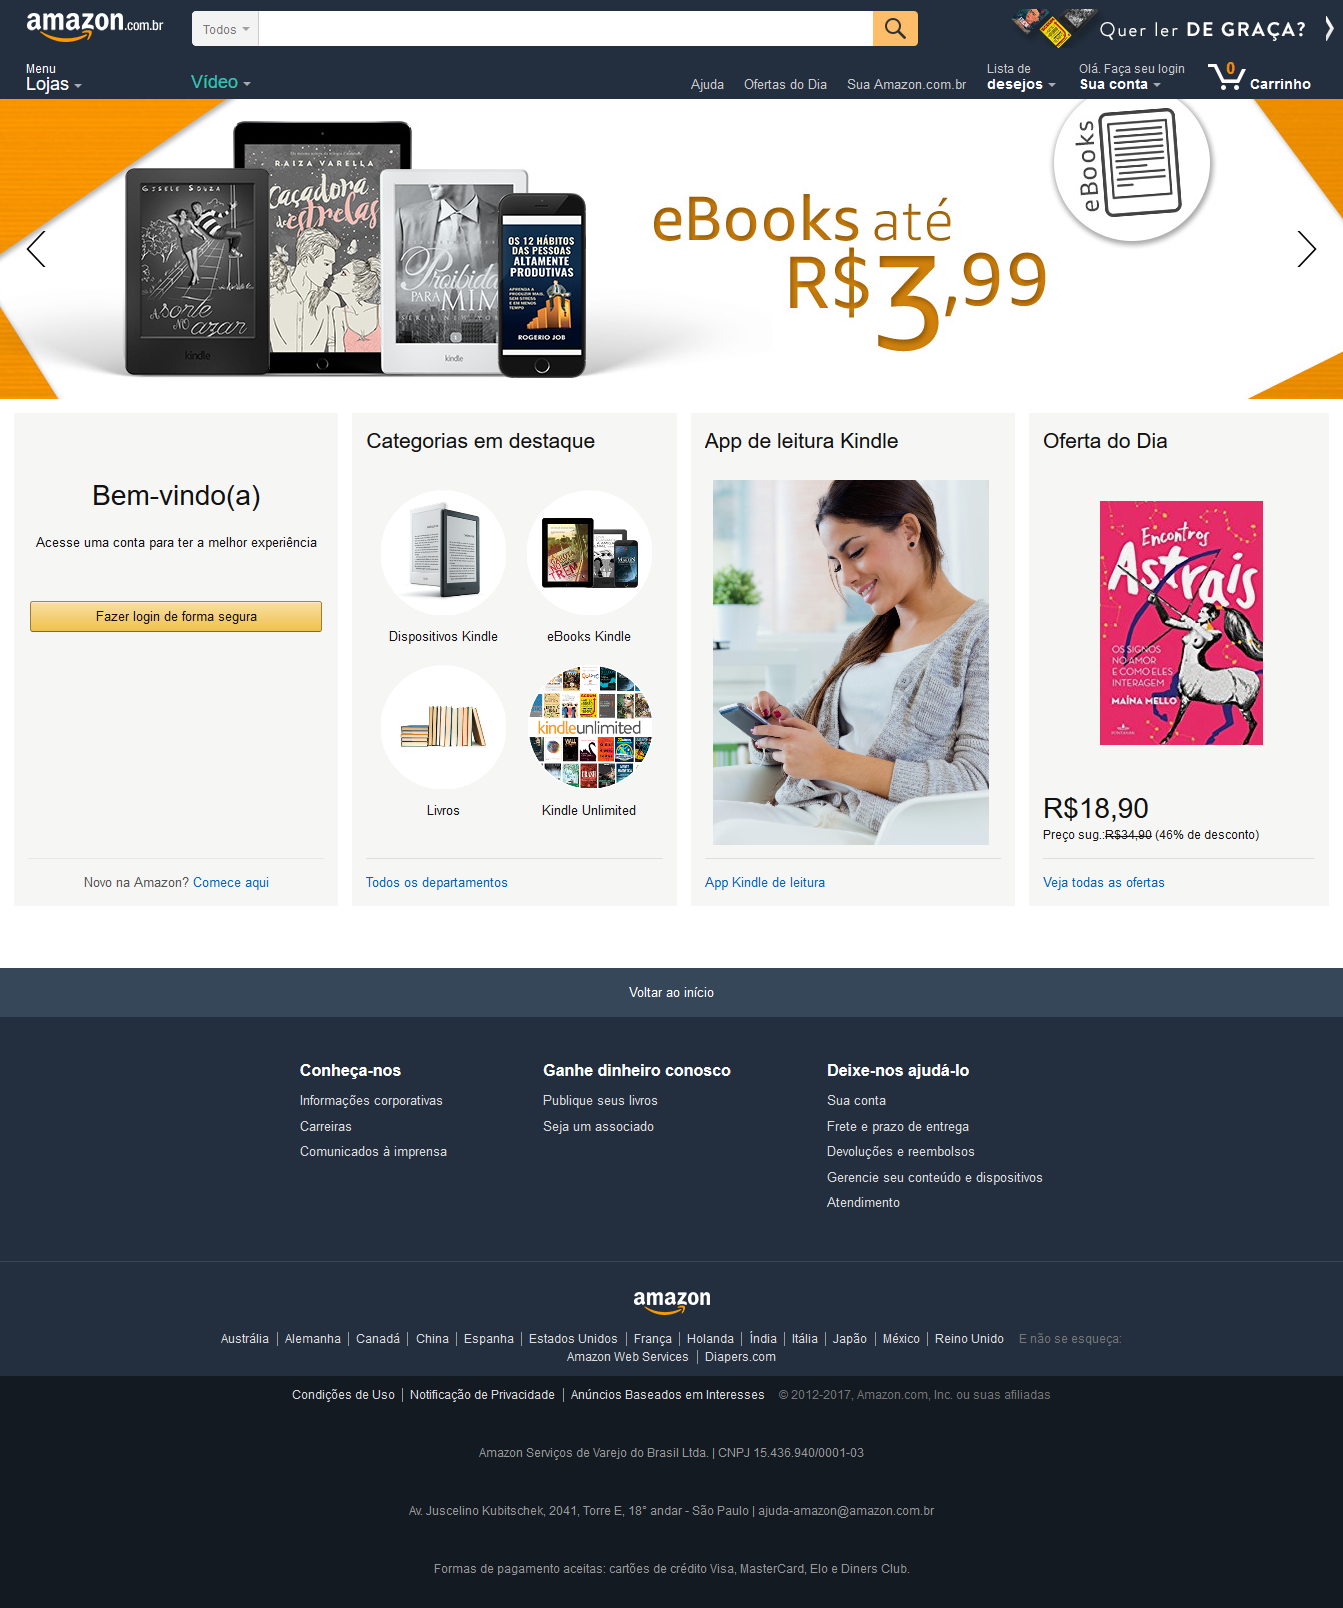 amazon.com.br
Todos
Quer ler DE GRAÇA?
Menu
Lojas
Vídeo
Ajuda
Ofertas do Dia
Sua Amazon.com.br
Lista de
desejos
Olá. Faça seu login
Sua conta
0
Carrinho
GISELE SOUZA
A sorte
NO azar
kindle
RAIZA VARELLA
Caçadora
de estrelas
Proibida
PARA MIM
1
kindle
OS 12 HÁBITOS
DAS PESSOAS
ALTAMENTE
PRODUTIVAS
APRENDA A
PRODUZIR MAIS,
SEM STRESS
E EM MENOS
TEMPO
ROGERIO JOB
eBooks até
R$3,99
eBooks
Bem-vindo(a)
Acesse uma conta para ter a melhor experiência
Fazer login de forma segura
Novo na Amazon? Comece aqui
Categorias em destaque
Dispositivos Kindle
eBooks Kindle
kindleunlimited
Livros
Kindle Unlimited
Todos os departamentos
App de leitura Kindle
App Kindle de leitura
Oferta do Dia
Encontros
Astrais
OS SIGNOS
NO AMOR
E COMO ELES
INTERAGEM
MAÍNA MELLO
R$18,90
Preço sug.:R$34,90 (46% de desconto)
Veja todas as ofertas
Voltar ao início
Conheça-nos
Informações corporativas
Carreiras
Comunicados à imprensa
Ganhe dinheiro conosco
Publique seus livros
Seja um associado
Deixe-nos ajudá-lo
Sua conta
Frete e prazo de entrega
Devoluções e reembolsos
Gerencie seu conteúdo e dispositivos
Atendimento
amazon
Austrália | Alemanha | Canadá | China | Espanha | Estados Unidos | França | Holanda | Índia | Itália | Japão | México | Reino Unido E não se esqueça:
Amazon Web Services | Diapers.com
Condições de Uso | Notificação de Privacidade | Anúncios Baseados em Interesses © 2012-2017, Amazon.com, Inc. ou suas afiliadas
Amazon Serviços de Varejo do Brasil Ltda. | CNPJ 15.436.940/0001-03
Av. Juscelino Kubitschek, 2041, Torre E, 18° andar - São Paulo | ajuda-amazon@amazon.com.br
Formas de pagamento aceitas: cartões de crédito Visa, MasterCard, Elo e Diners Club.